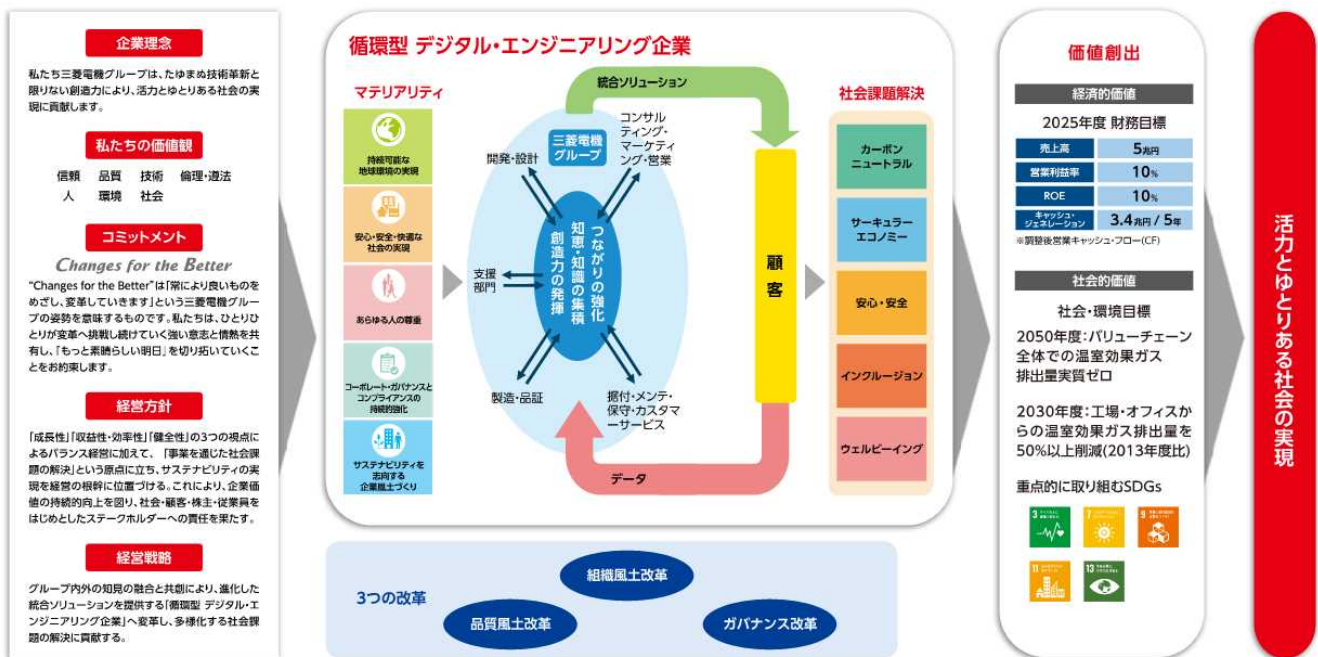 企業理念
私たち三菱電機グループは、たゆまぬ技術革新と
限りない創造力により、活力とゆとりある社会の実
現に貢献します。
私たちの価値観
信頼 品質 技術 倫理・遵法
人 環境 社会
コミットメント
Changes for the Better
“Changes for the Better”は「常により良いものを
めざし、変革していきます」という三菱電機グルー
プの姿勢を意味するものです。私たちは、ひとりひ
とりが変革へ挑戦し続けていく強い意志と情熱を共
有し、「もっと素晴らしい明日」を切り拓いていくこ
とをお約束します。
経営方針
「成長性」「収益性・効率性」「健全性」の3つの視点に
よるバランス経営に加えて、「事業を通じた社会課
題の解決」という原点に立ち、サステナビリティの実
現を経営の根幹に位置づける。これにより、企業価
値の持続的向上を図り、社会・顧客・株主・従業員を
はじめとしたステークホルダーへの責任を果たす。
経営戦略
グループ内外の知見の融合と共創により、進化した
統合ソリューションを提供する「循環型 デジタル・エ
ンジニアリング企業」へ変革し、多様化する社会課
題の解決に貢献する。
循環型 デジタル・エンジニアリング企業
マテリアリティ
持続可能な
地球環境の実現
安心・安全・快適な
社会の実現
あらゆる人の尊重
コーポレート・ガバナンスと
コンプライアンスの
持続的強化
サステナビリティを
志向する
企業風土づくり
統合ソリューション
三菱電機
グループ
開発・設計
コンサル
ティング・
マーケティ
ング・営業
つながりの強化
知恵・知識の集積
創造力の発揮
支援
部門
製造・品証
据付・メンテ・
保守・カスタマ
ーサービス
データ
顧客
社会課題解決
カーボン
ニュートラル
サーキュラー
エコノミー
安心・安全
インクルージョン
ウェルビーイング
3つの改革
組織風土改革
品質風土改革
ガバナンス改革
価値創出
経済的価値
2025年度 財務目標
売上高 5兆円
営業利益率 10%
ROE 10%
キャッシュ・
ジェネレーション 3.4兆円 / 5年
※調整後営業キャッシュ・フロー(CF)
社会的価値
社会・環境目標
2050年度：バリューチェーン
全体での温室効果ガス
排出量実質ゼロ
2030年度：工場・オフィスか
らの温室効果ガス排出量を
50%以上削減(2013年度比)
重点的に取り組むSDGs
3
7
9
11
13
活力とゆとりある社会の実現